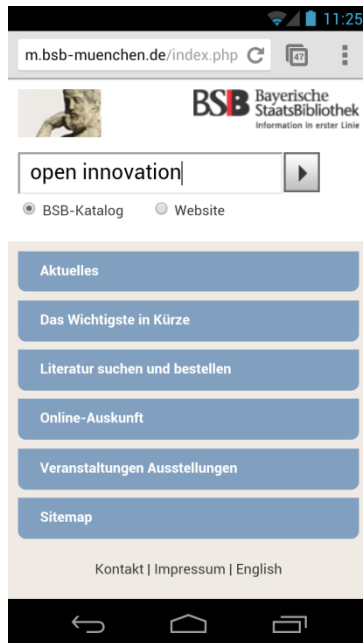 11:25
m.bsb-muenchen.de/index.php
47
BSB Bayerische
StaatsBibliothek
Information in erster Linie
open innovation
BSB-Katalog Website
Aktuelles
Das Wichtigste in Kürze
Literatur suchen und bestellen
Online-Auskunft
Veranstaltungen Ausstellungen
Sitemap
Kontakt | Impressum | English